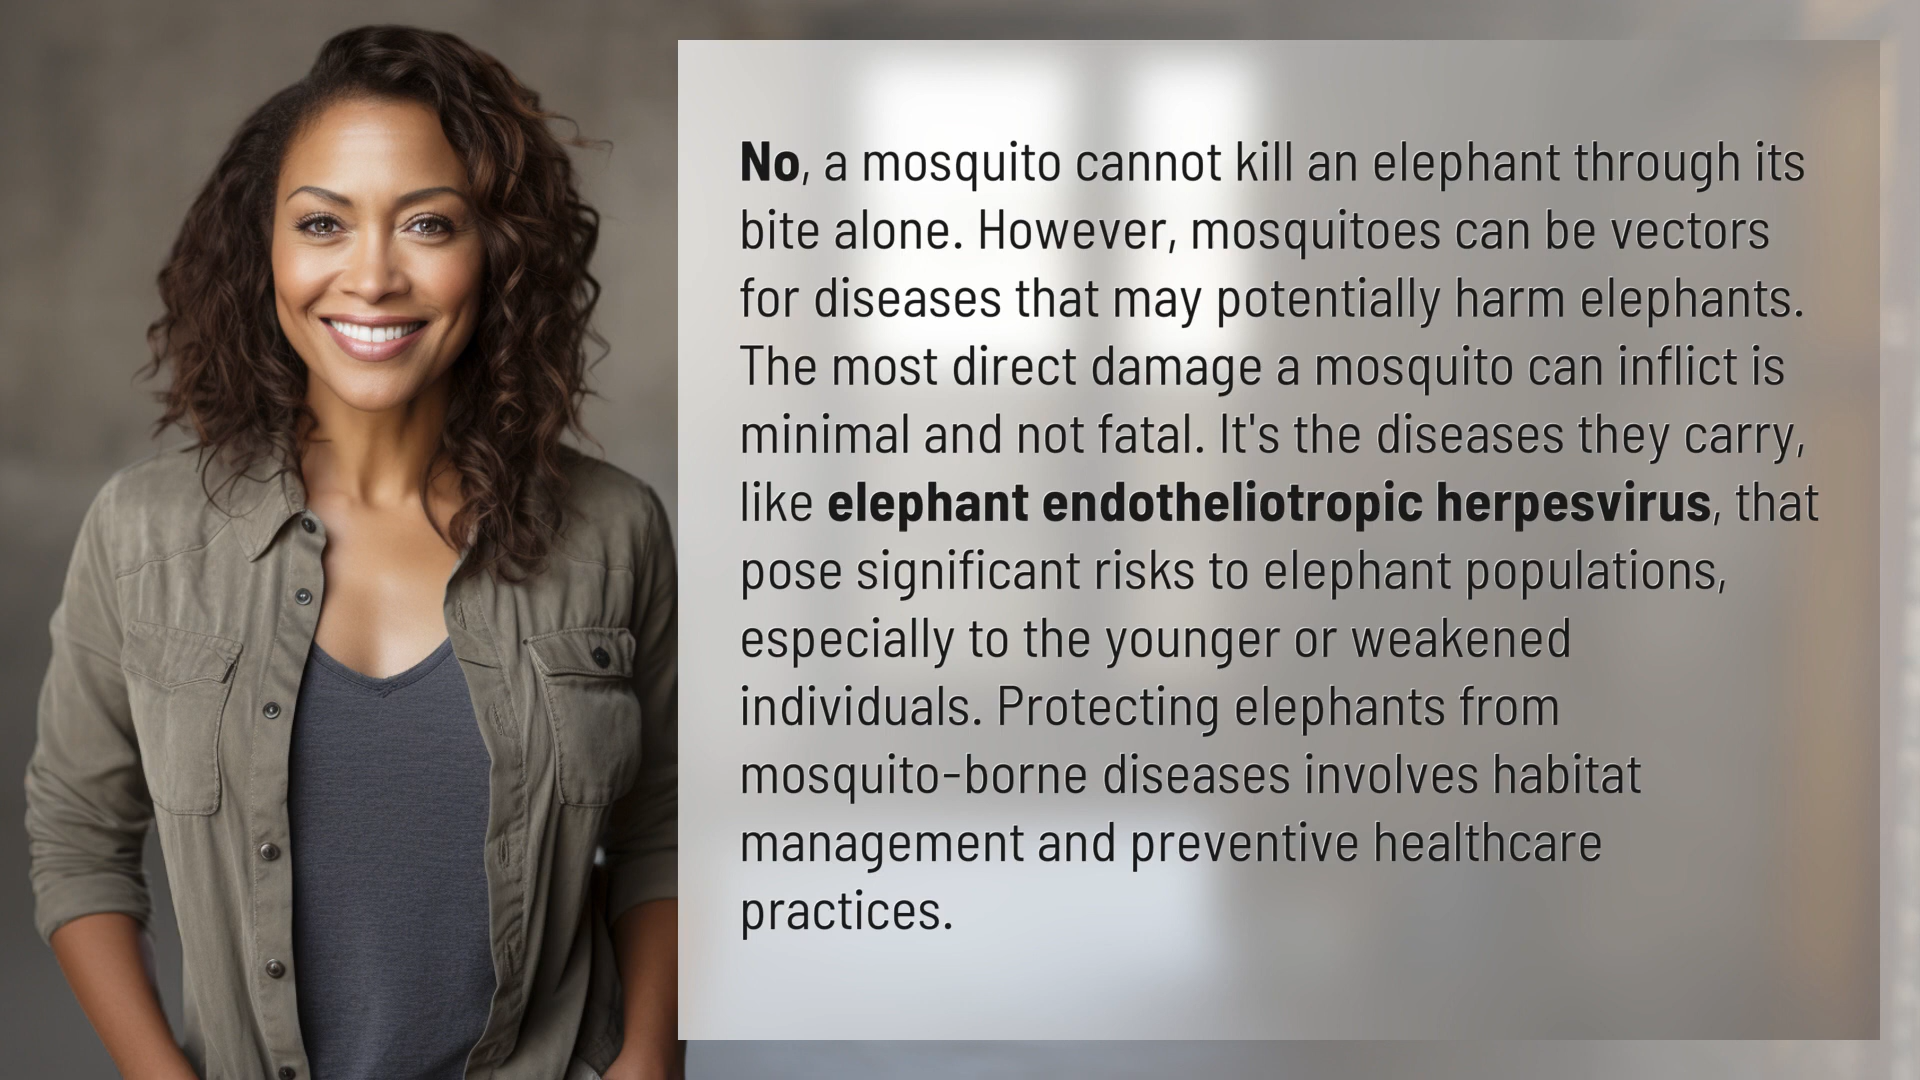 No, a mosquito cannot kill an elephant through its
bite alone. However, mosquitoes can be vectors
for diseases that may potentially harm elephants.
The most direct damage a mosquito can inflict is
minimal and not fatal. It's the diseases they carry,
like elephant endotheliotropic herpesvirus, that
pose significant risks to elephant populations,
especially to the younger or weakened
individuals. Protecting elephants from
mosquito-borne diseases involves habitat
management and preventive healthcare
practices.